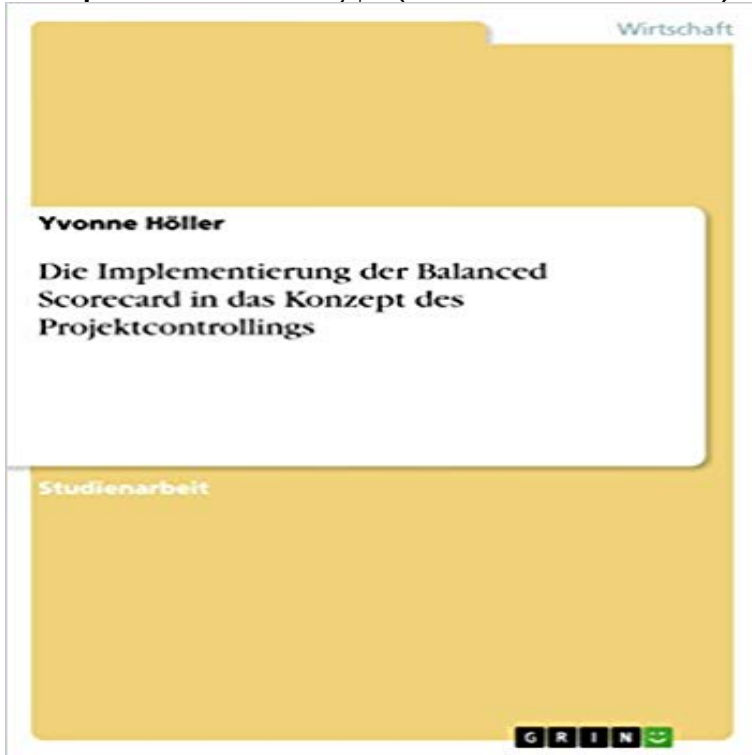 Wirtschaft
Yvonne Höller
Die Implementierung der Balanced
Scorecard in das Konzept des
Projektcontrollings
Studienarbeit
GRIN